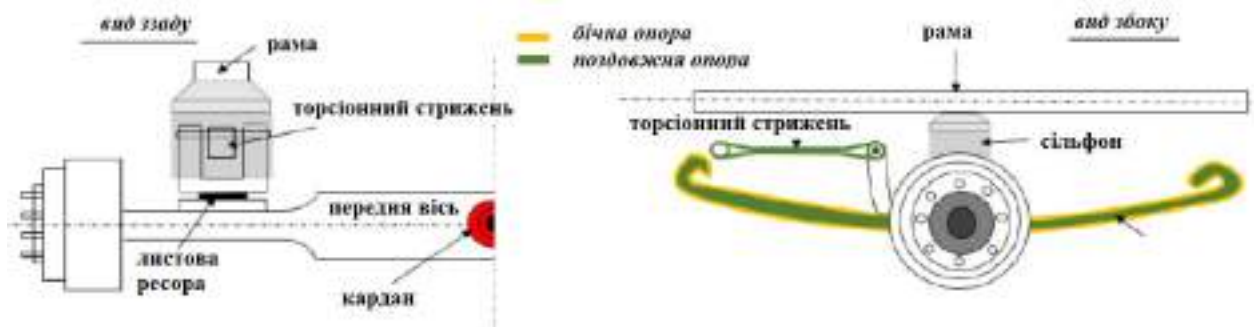 вид ззаду
рама
торсіонний стрижень
передня вісь
листова
ресора
кардан
бічна опора
поздовжня опора
рама
вид збоку
торсіонний стрижень
сільфон